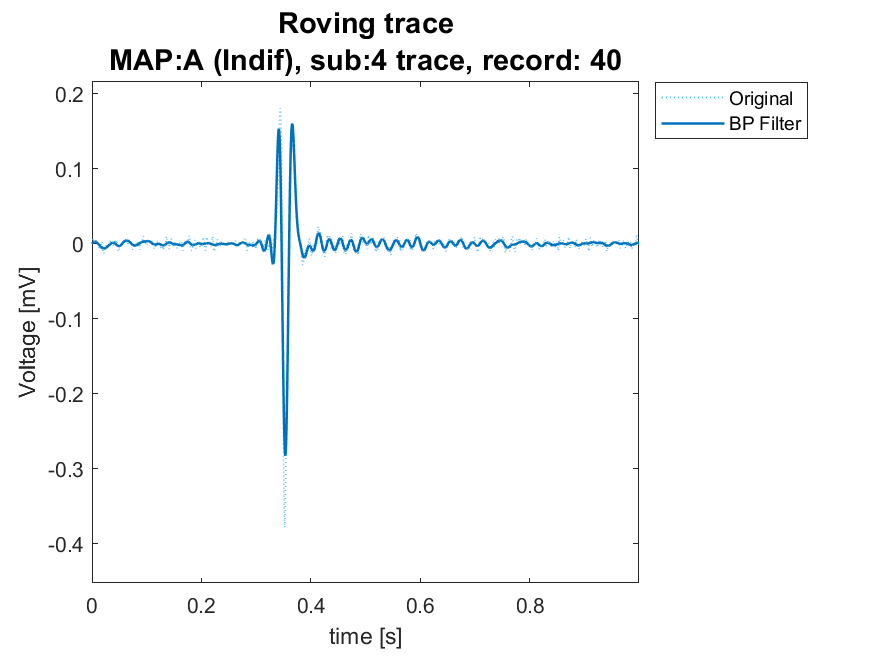 Roving trace
MAP:A (Indif), sub:4 trace, record: 40
Original
BP Filter
0.2
0.1
0
-0.1
-0.2
-0.3
-0.4
Voltage [mV]
0
0.2
0.4
0.6
0.8
time [s]